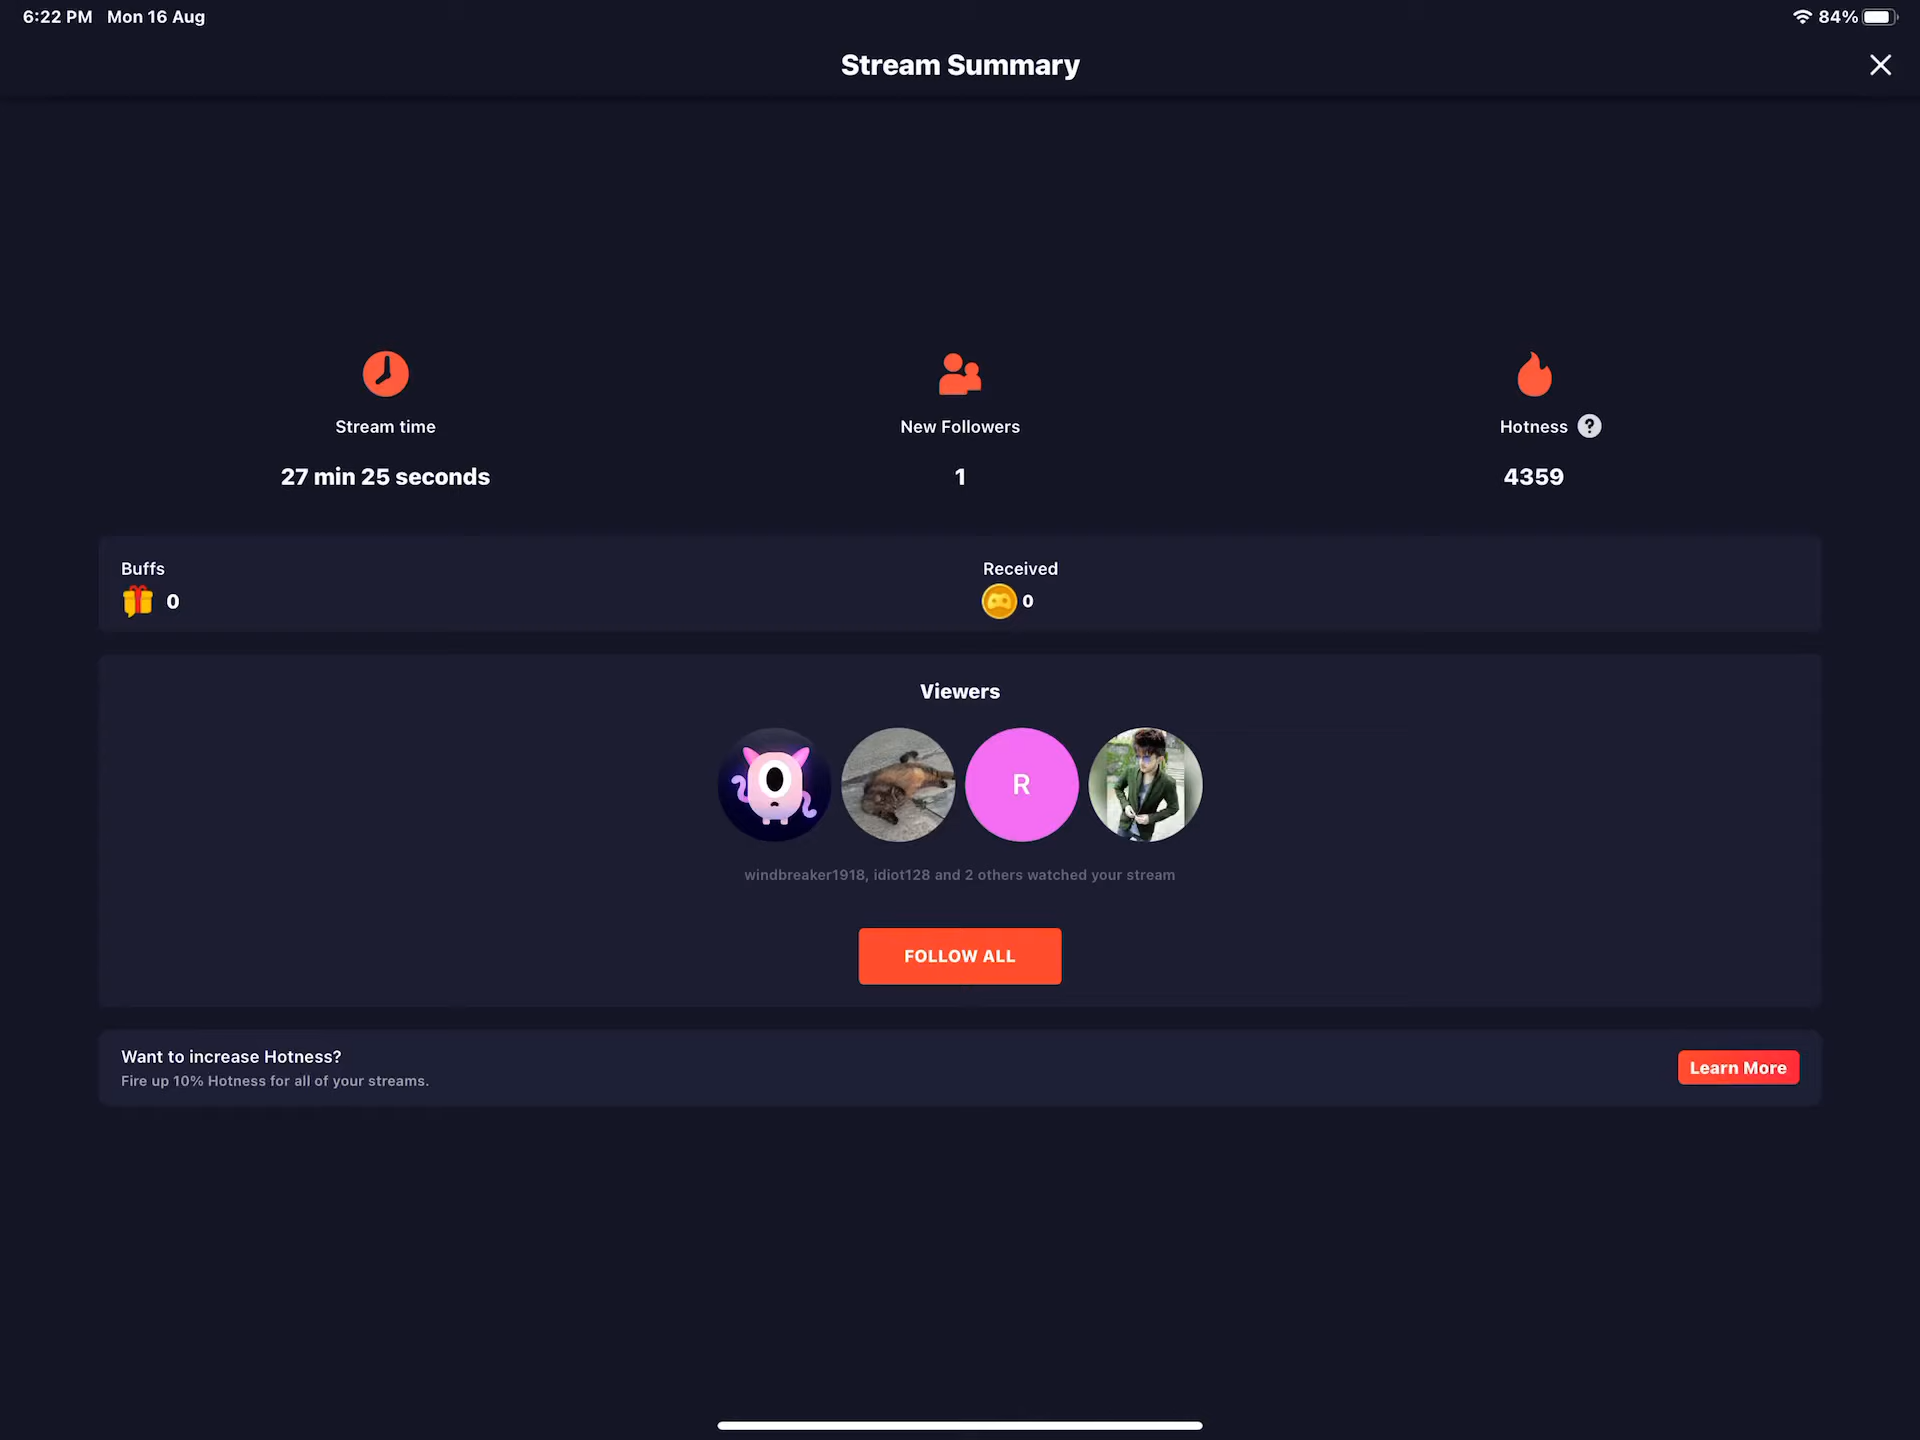 6:22 PM Mon 16 Aug
84%
Stream Summary
Stream time
New Followers
Hotness ?
27 min 25 seconds
1
4359
Buffs
Received
0
0
Viewers
R
windbreaker1918, idiot128 and 2 others watched your stream
FOLLOW ALL
Want to increase Hotness?
Fire up 10% Hotness for all of your streams.
Learn More